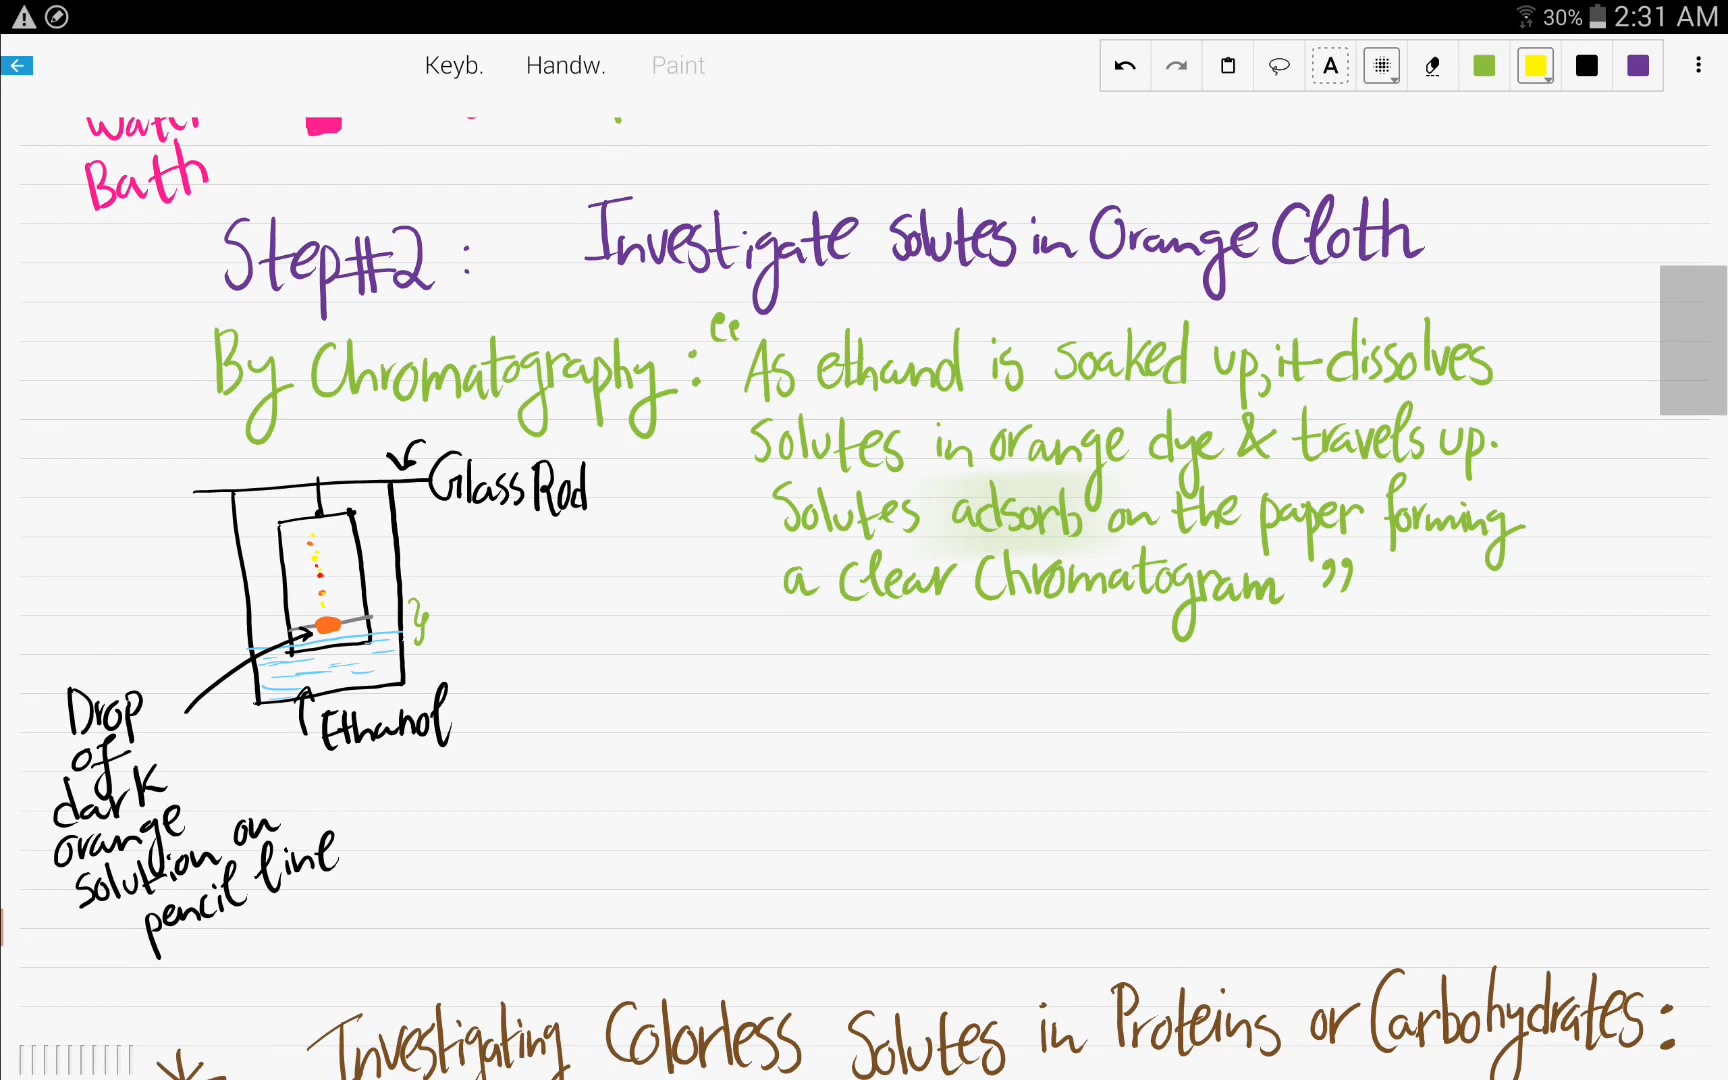 30% 2:31 AM
Keyb. Handw. Paint
A
Water
Bath
Step#2 : Investigate Solutes in Orange Cloth
By Chromatography : "As ethanol is soaked up, it dissolves
Solutes in orange dye & travels up.
Solutes adsorb on the paper forming
a clear Chromatogram"
Glass Rod
Ethanol
Drop
of
dark
orange
solution on
pencil line
Investigating Colorless Solutes in Proteins or Carbohydrates: